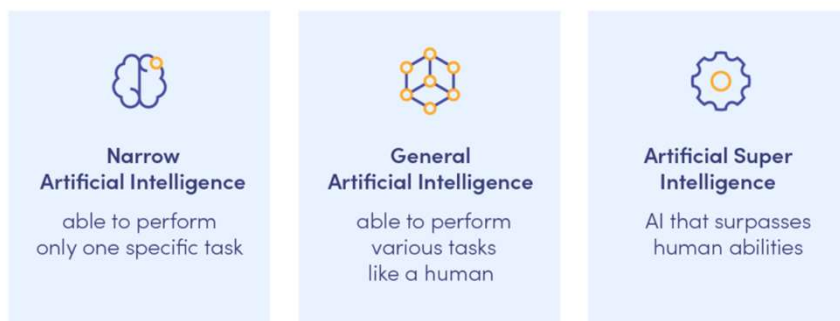 Narrow
Artificial Intelligence
able to perform
only one specific task
General
Artificial Intelligence
able to perform
various tasks
like a human
Artificial Super
Intelligence
AI that surpasses
human abilities